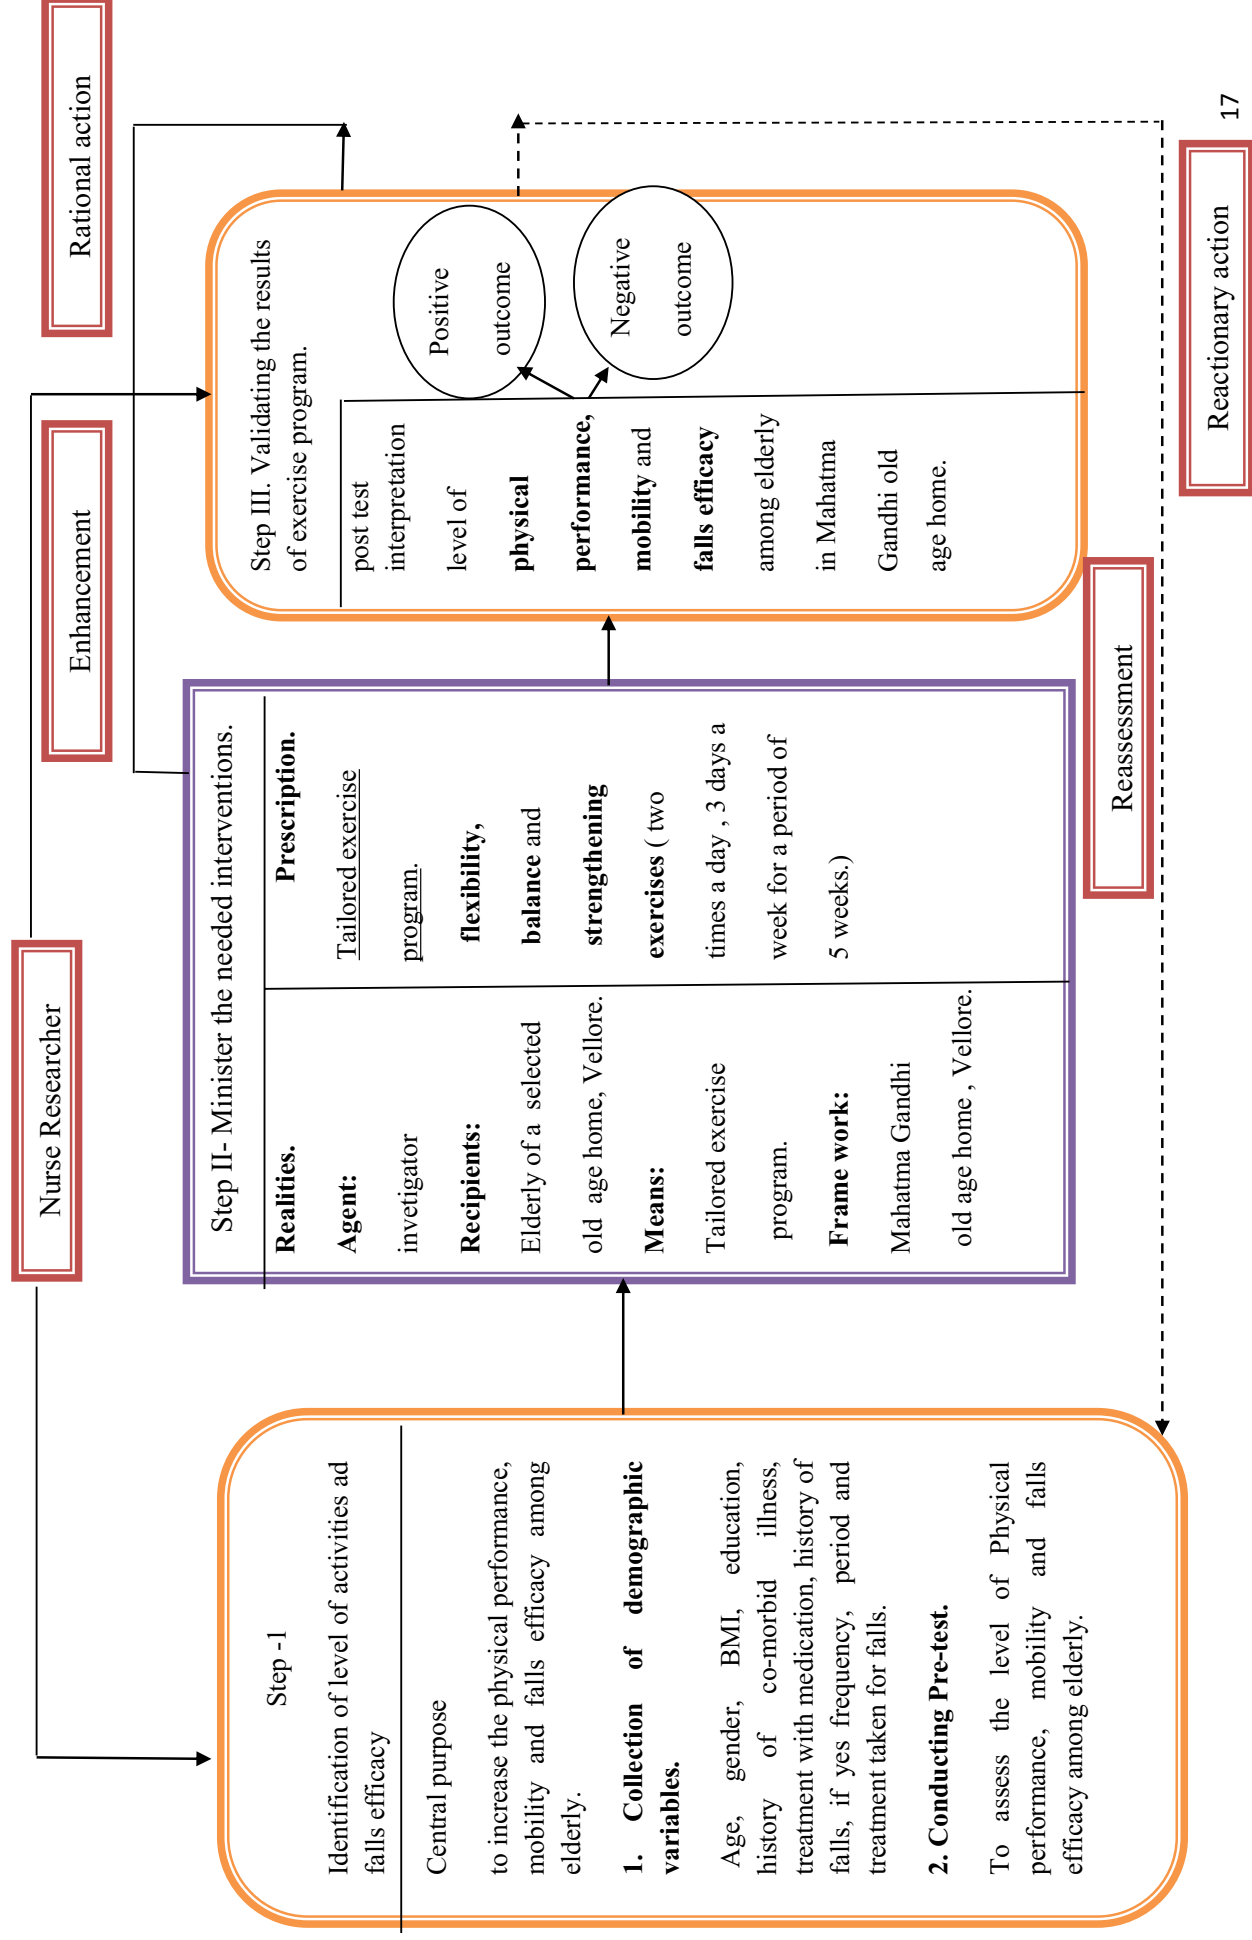 Nurse Researcher
Enhancement
Rational action
Step -1
Identification of level of activities ad
falls efficacy
Central purpose
to increase the physical performance,
mobility and falls efficacy among
elderly.
1. Collection of demographic
variables.
Age, gender, BMI, education,
history of co-morbid illness,
treatment with medication, history of
falls, if yes frequency, period and
treatment taken for falls.
2. Conducting Pre-test.
To assess the level of Physical
performance, mobility and falls
efficacy among elderly.
Step II- Minister the needed interventions.
Realities.
Agent:
invetigator
Recipients:
Elderly of a selected
old age home, Vellore.
Means:
Tailored exercise
program.
Frame work:
Mahatma Gandhi
old age home , Vellore.
Prescription.
Tailored exercise
program.
flexibility,
balance and
strengthening
exercises ( two
times a day , 3 days a
week for a period of
5 weeks.)
Step III. Validating the results
of exercise program.
post test
interpretation
level of
physical
performance,
mobility and
falls efficacy
among elderly
in Mahatma
Gandhi old
age home.
Positive
outcome
Negative
outcome
Reassessment
Reactionary action
17